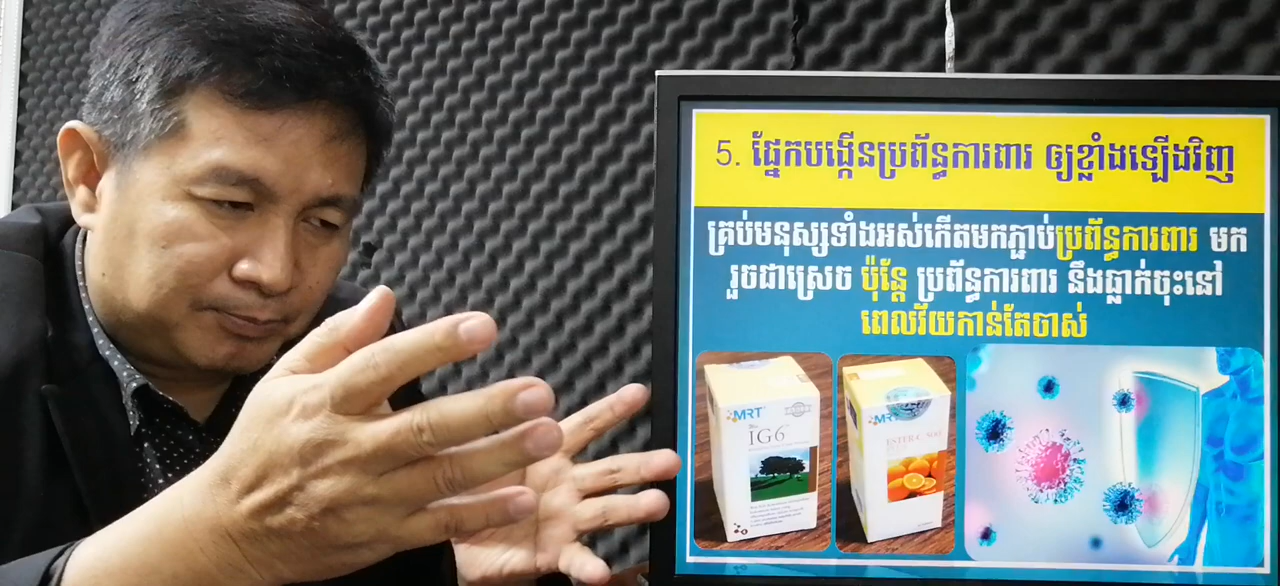 5. ផ្នែកបង្កើនប្រព័ន្ធការពារ ឲ្យខ្លាំងឡើងវិញ
គ្រប់មនុស្សទាំងអស់កើតមកភ្ជាប់ប្រព័ន្ធការពារ មក
រួចជាស្រេច ប៉ុន្តែ ប្រព័ន្ធការពារ នឹងធ្លាក់ចុះនៅ
ពេលវ័យកាន់តែចាស់
MRT
IG6
MRT
ESTER-C 500